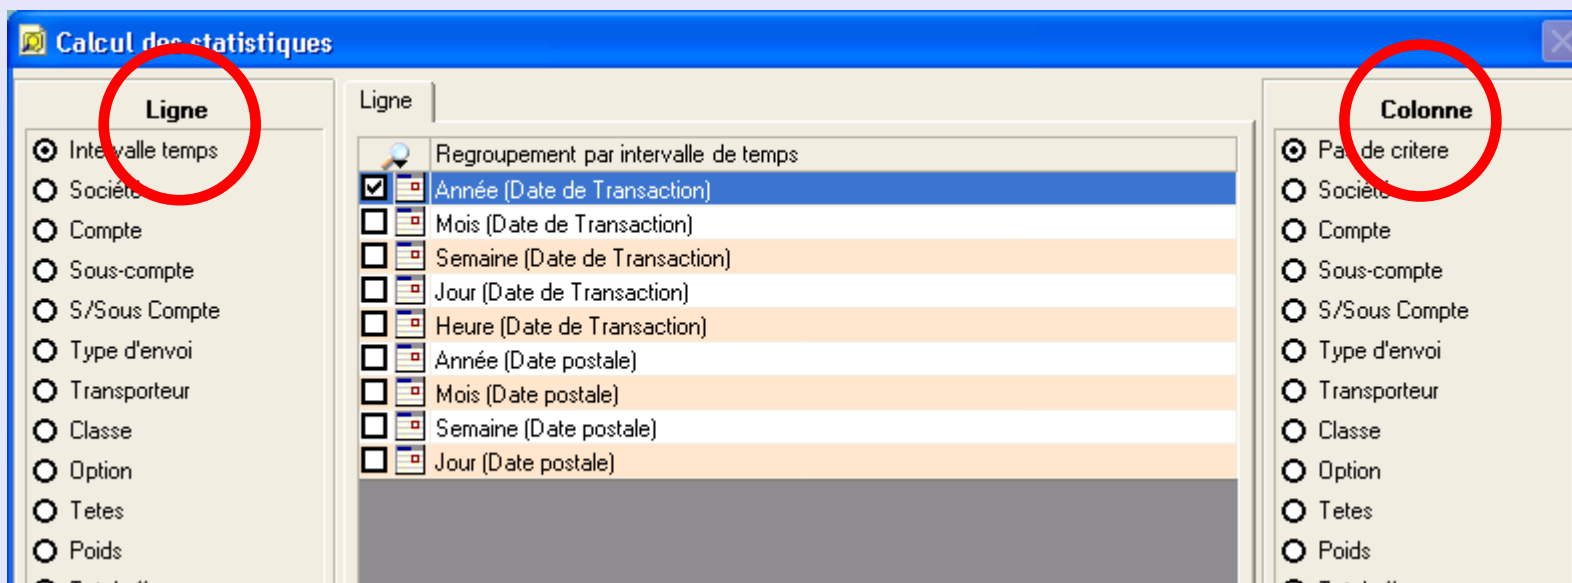 Calcul des statistiques
Ligne
Intervalle temps
Société
Compte
Sous-compte
S/Sous Compte
Type d'envoi
Transporteur
Classe
Option
Tetes
Poids
Ligne
Regroupement par intervalle de temps
Année (Date de Transaction)
Mois (Date de Transaction)
Semaine (Date de Transaction)
Jour (Date de Transaction)
Heure (Date de Transaction)
Année (Date postale)
Mois (Date postale)
Semaine (Date postale)
Jour (Date postale)
Colonne
Pas de critere
Société
Compte
Sous-compte
S/Sous Compte
Type d'envoi
Transporteur
Classe
Option
Tetes
Poids